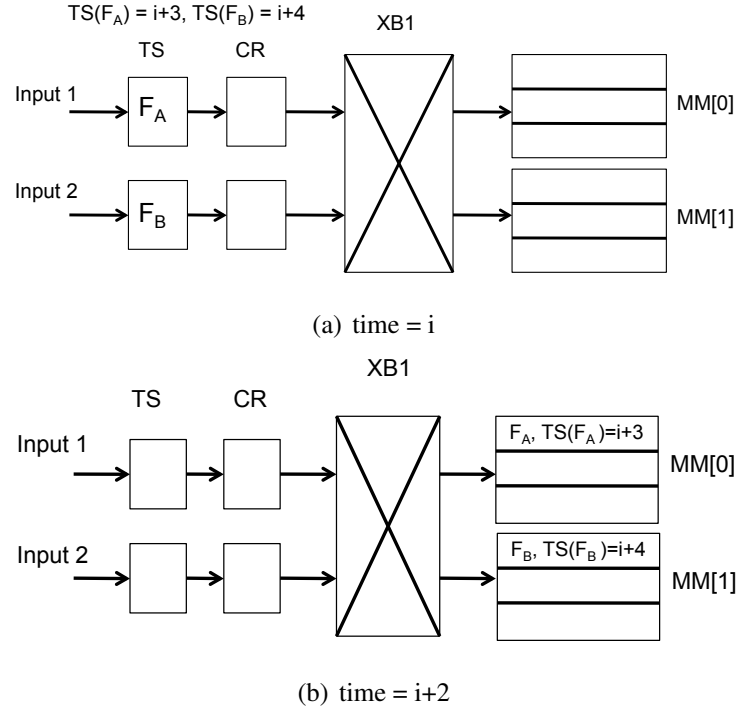 TS(F_A) = i+3, TS(F_B) = i+4
XB1
TS CR
Input 1
F_A
MM[0]
Input 2
F_B
MM[1]
(a) time = i
XB1
TS CR
Input 1
F_A, TS(F_A)=i+3
MM[0]
Input 2
F_B, TS(F_B)=i+4
MM[1]
(b) time = i+2